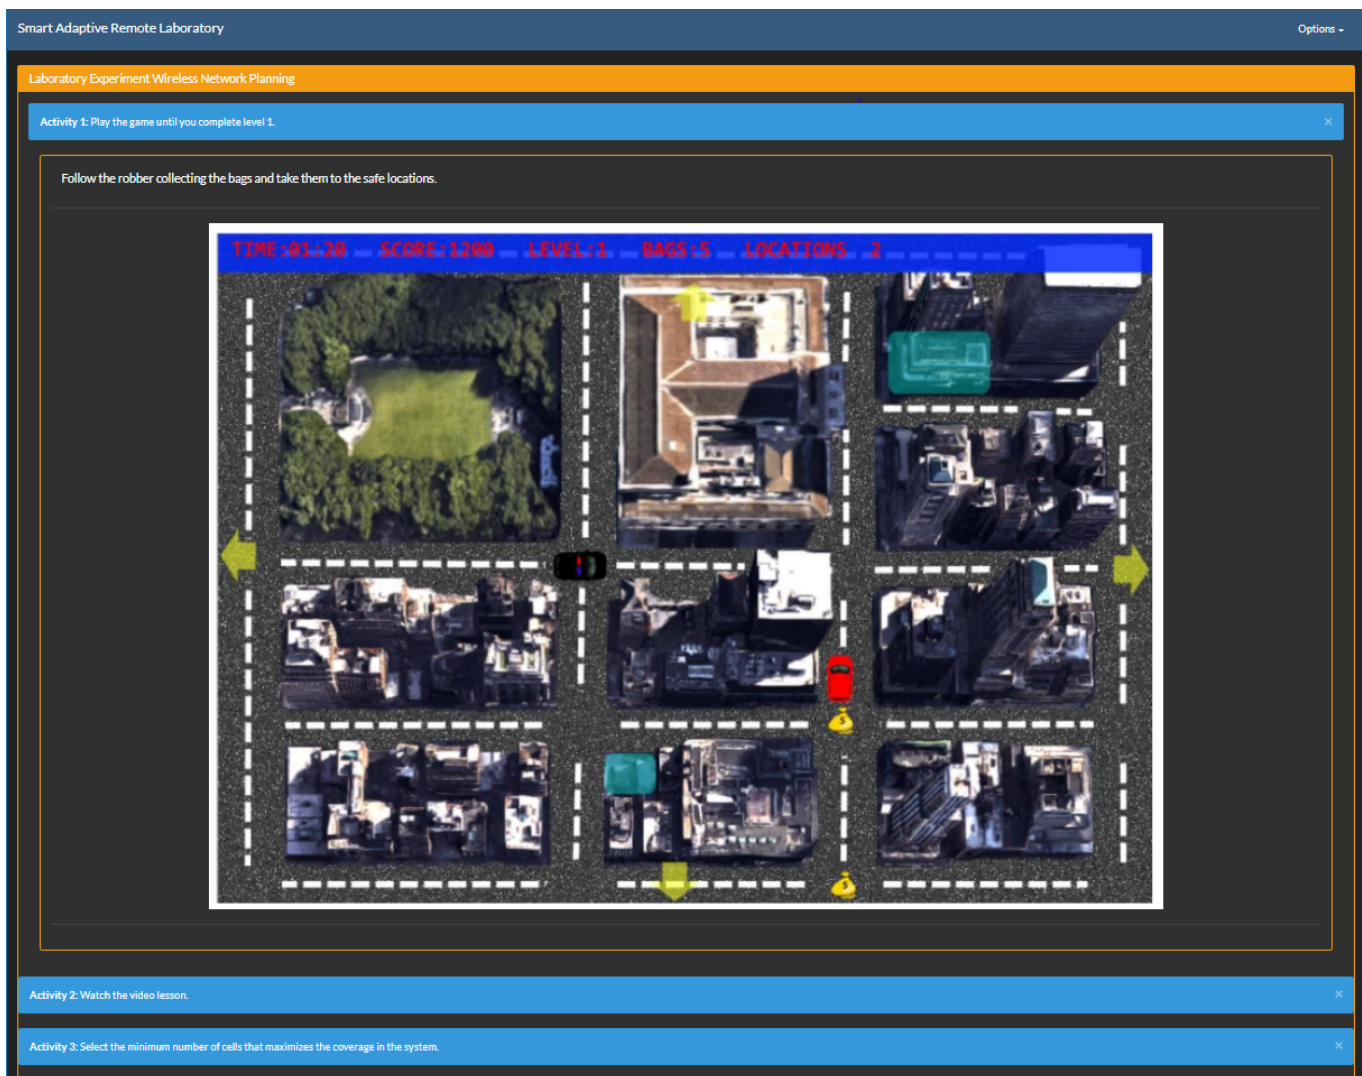 Smart Adaptive Remote Laboratory
Options
Laboratory Experiment Wireless Network Planning
Activity 1: Play the game until you complete level 1.
×
Follow the robber collecting the bags and take them to the safe locations.
TIME:01:20 SCORE:1200 LEVEL:1 BAGS:5 LOCATIONS 2
$
$
Activity 2: Watch the video lesson.
×
Activity 3: Select the minimum number of cells that maximizes the coverage in the system.
×